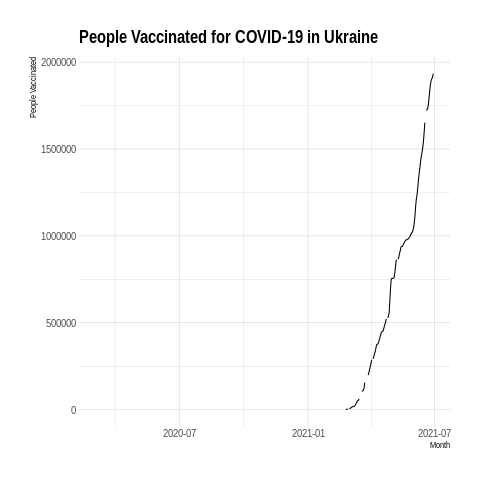 People Vaccinated for COVID-19 in Ukraine
People Vaccinated
2000000
1500000
1000000
500000
0
2020-07
2021-01
2021-07
Month